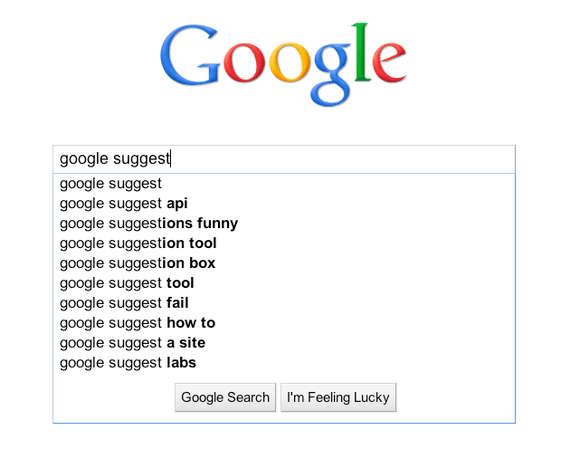 Google
google suggest
google suggest
google suggest api
google suggestions funny
google suggestion tool
google suggestion box
google suggest tool
google suggest fail
google suggest how to
google suggest a site
google suggest labs
Google Search I'm Feeling Lucky